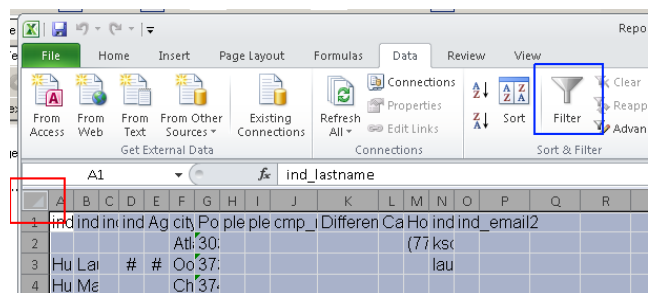 Repo
File Home Insert Page Layout Formulas Data Review View
From Access From Web From Text From Other Sources Existing Connections Refresh All Connections Properties Edit Links Sort Filter Clear Reapp Advan
Get External Data Connections Sort & Filter
A1 fx ind_lastname
A B C D E F G H I J K L M N O P Q R
1 ind ind in Ag city Po ple ple cmp_ Differen Ca Ho ind ind_email2
2 Atl 30 (77 kso
3 Hu Lau # # Oo 37 lau
4 Hu Ma Ch 37